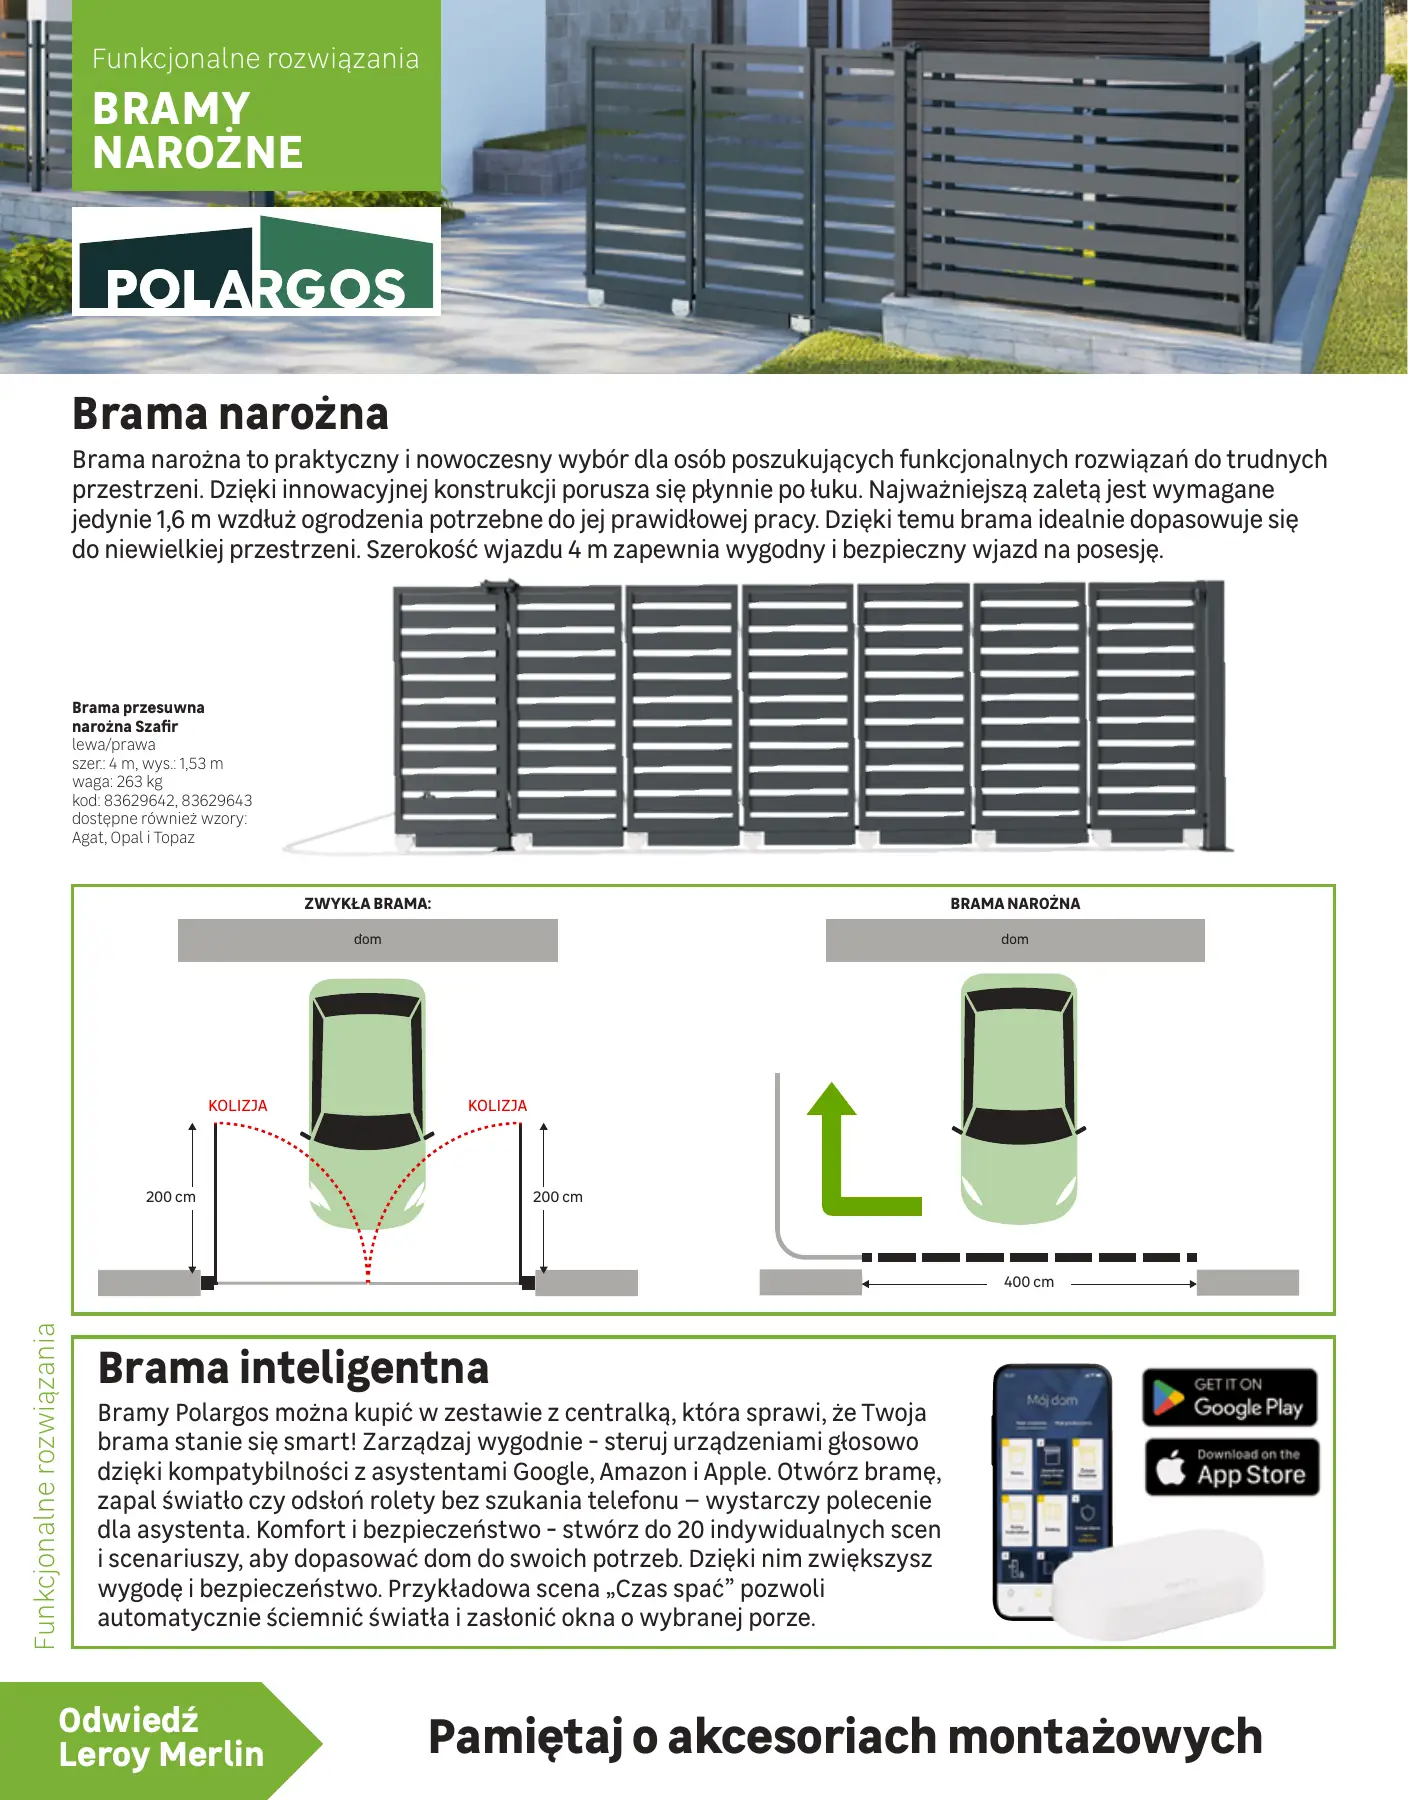 Funkcjonalne rozwiązania
BRAMY
NAROŻNE
POLARGOS
Brama narożna
Brama narożna to praktyczny i nowoczesny wybór dla osób poszukujących funkcjonalnych rozwiązań do trudnych
przestrzeni. Dzięki innowacyjnej konstrukcji porusza się płynnie po łuku. Najważniejszą zaletą jest wymagane
jedynie 1,6 m wzdłuż ogrodzenia potrzebne do jej prawidłowej pracy. Dzięki temu brama idealnie dopasowuje się
do niewielkiej przestrzeni. Szerokość wjazdu 4 m zapewnia wygodny i bezpieczny wjazd na posesję.
Brama przesuwna
narożna Szafir
lewa/prawa
szer.: 4 m, wys.: 1,53 m
waga: 263 kg
kod: 83629642, 83629643
dostępne również wzory:
Agat, Opal i Topaz
ZWYKŁA BRAMA:
dom
KOLIZJA
KOLIZJA
200 cm
200 cm
BRAMA NAROŻNA
dom
400 cm
Brama inteligentna
Bramy Polargos można kupić w zestawie z centralką, która sprawi, że Twoja
brama stanie się smart! Zarządzaj wygodnie - steruj urządzeniami głosowo
dzięki kompatybilności z asystentami Google, Amazon i Apple. Otwórz bramę,
zapal światło czy odsłoń rolety bez szukania telefonu – wystarczy polecenie
dla asystenta. Komfort i bezpieczeństwo - stwórz do 20 indywidualnych scen
i scenariuszy, aby dopasować dom do swoich potrzeb. Dzięki nim zwiększysz
wygodę i bezpieczeństwo. Przykładowa scena „Czas spać” pozwoli
automatycznie ściemnić światła i zasłonić okna o wybranej porze.
Mój dom
GET IT ON
Google Play
Download on the
App Store
Funkcjonalne rozwiązania
Odwiedź
Leroy Merlin
Pamiętaj o akcesoriach montażowych